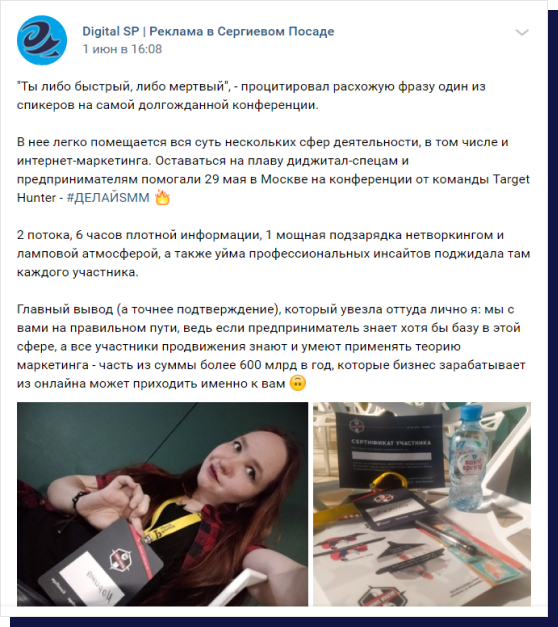 Digital SP | Реклама в Сергиевом Посаде
1 июн в 16:08
"Ты либо быстрый, либо мертвый", - процитировал расхожую фразу один из
спикеров на самой долгожданной конференции.
В нее легко помещается вся суть нескольких сфер деятельности, в том числе и
интернет-маркетинга. Оставаться на плаву диджитал-спецам и
предпринимателям помогали 29 мая в Москве на конференции от команды Target
Hunter - #ДЕЛАЙSMM 🔥
2 потока, 6 часов плотной информации, 1 мощная подзарядка нетворкингом и
ламповой атмосферой, а также уйма профессиональных инсайтов поджидала там
каждого участника.
Главный вывод (а точнее подтверждение), который увезла оттуда лично я: мы с
вами на правильном пути, ведь если предприниматель знает хотя бы базу в этой
сфере, а все участники продвижения знают и умеют применять теорию
маркетинга - часть из суммы более 600 млрд в год, которые бизнес зарабатывает
из онлайна может приходить именно к вам 🙃
СЕРТИФИКАТ УЧАСТНИКА